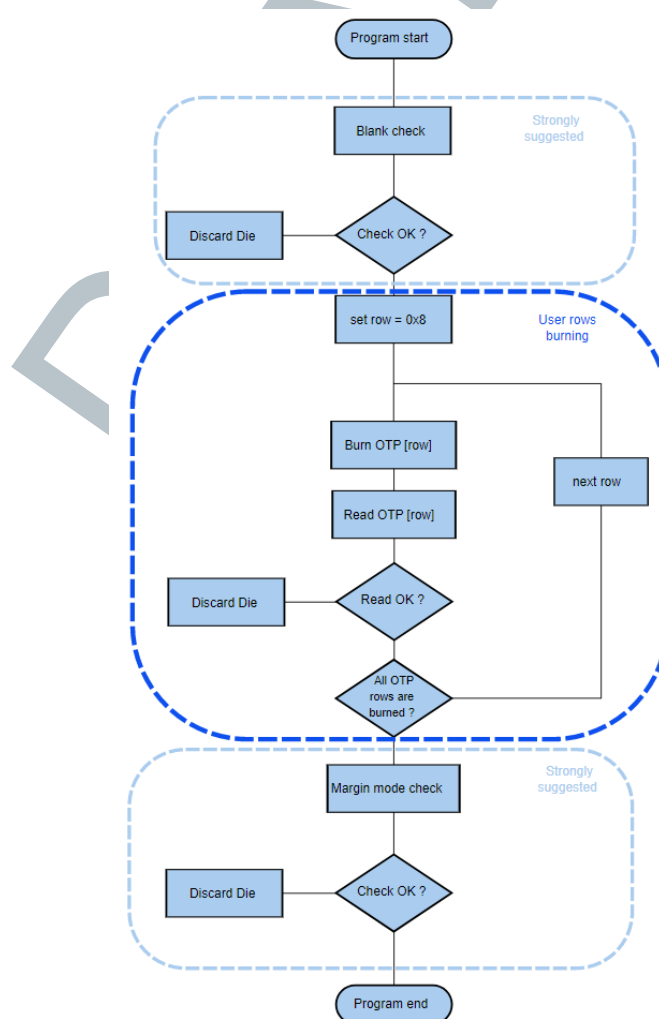 Program start
Strongly
suggested
Blank check
Discard Die
Check OK ?
set row = 0x8
User rows
burning
Burn OTP [row]
next row
Read OTP [row]
Discard Die
Read OK ?
All OTP
rows are
burned ?
Strongly
suggested
Margin mode check
Discard Die
Check OK ?
Program end